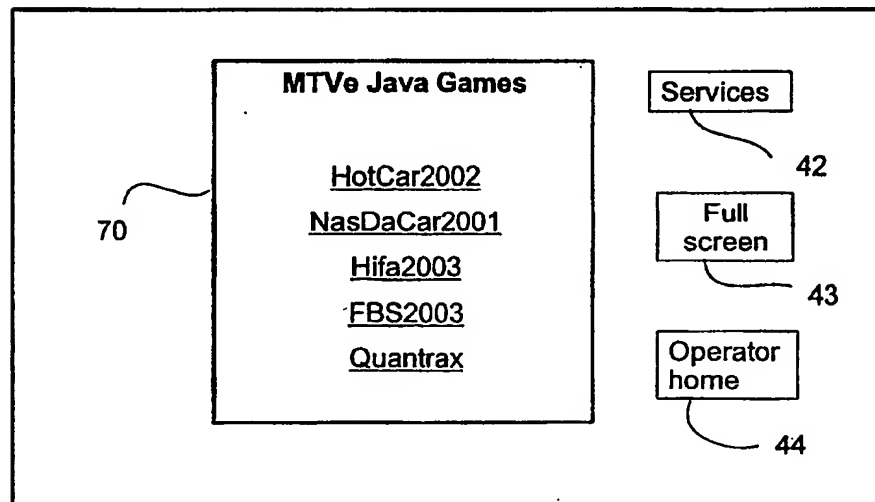 MTVe Java Games
HotCar2002
NasDaCar2001
Hifa2003
FBS2003
Quantrax
70
Services
42
Full
screen
43
Operator
home
44